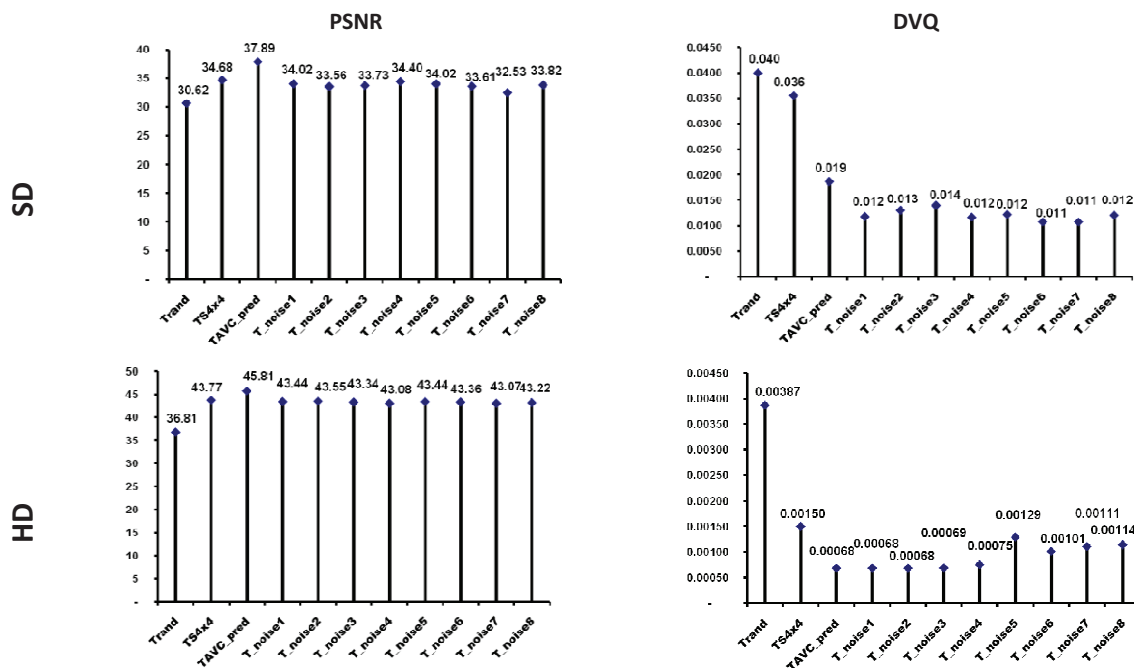 PSNR
DVQ
SD
40
35
30
25
20
15
10
5
-
30.62
34.68
37.89
34.02
33.56
33.73
34.40
34.02
33.61
32.53
33.82
Trand
TS4x4
TAVC_pred
T_noise1
T_noise2
T_noise3
T_noise4
T_noise5
T_noise6
T_noise7
T_noise8
0.0450
0.0400
0.0350
0.0300
0.0250
0.0200
0.0150
0.0100
0.0050
-
0.040
0.036
0.019
0.012
0.013
0.014
0.012
0.012
0.011
0.011
0.012
Trand
TS4x4
TAVC_pred
T_noise1
T_noise2
T_noise3
T_noise4
T_noise5
T_noise6
T_noise7
T_noise8
HD
50
45
40
35
30
25
20
15
10
5
-
36.81
43.77
45.81
43.44
43.55
43.34
43.08
43.44
43.36
43.07
43.22
Trand
TS4x4
TAVC_pred
T_noise1
T_noise2
T_noise3
T_noise4
T_noise5
T_noise6
T_noise7
T_noise8
0.00450
0.00400
0.00350
0.00300
0.00250
0.00200
0.00150
0.00100
0.00050
-
0.00387
0.00150
0.00068
0.00068
0.00068
0.00069
0.00075
0.00129
0.00101
0.00111
0.00114
Trand
TS4x4
TAVC_pred
T_noise1
T_noise2
T_noise3
T_noise4
T_noise5
T_noise6
T_noise7
T_noise8